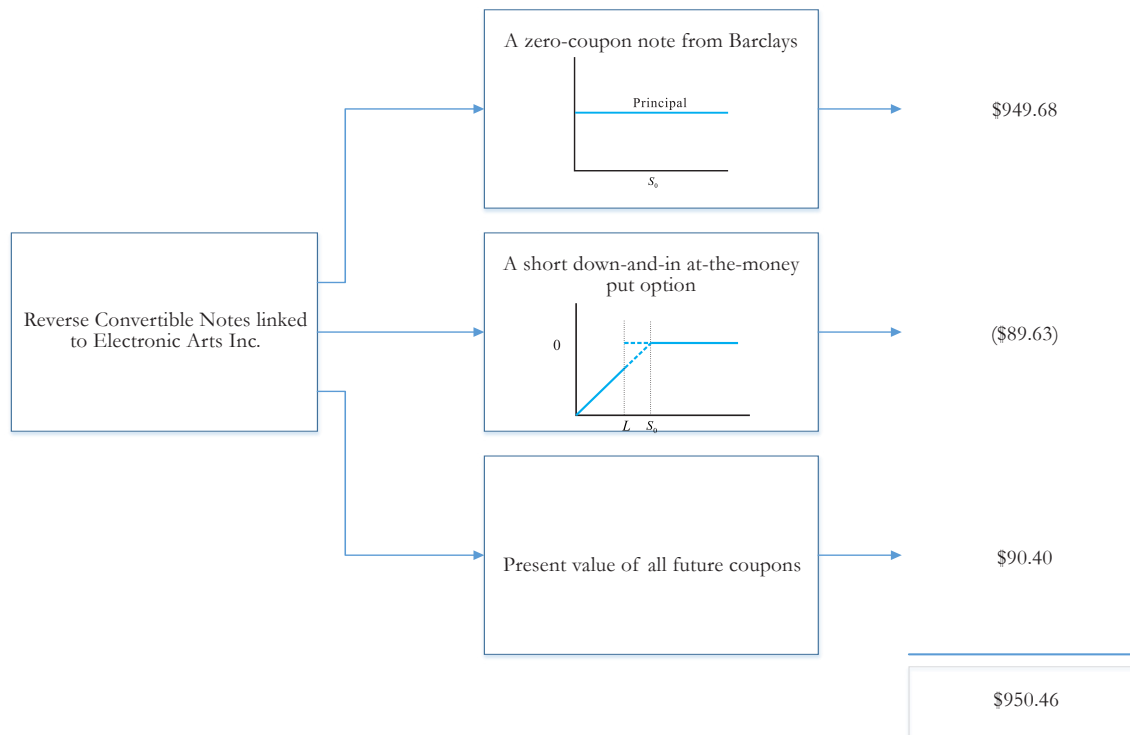 A zero-coupon note from Barclays
Principal
S₀
$949.68
Reverse Convertible Notes linked
to Electronic Arts Inc.
A short down-and-in at-the-money
put option
0
L S₀
($89.63)
Present value of all future coupons
$90.40
$950.46